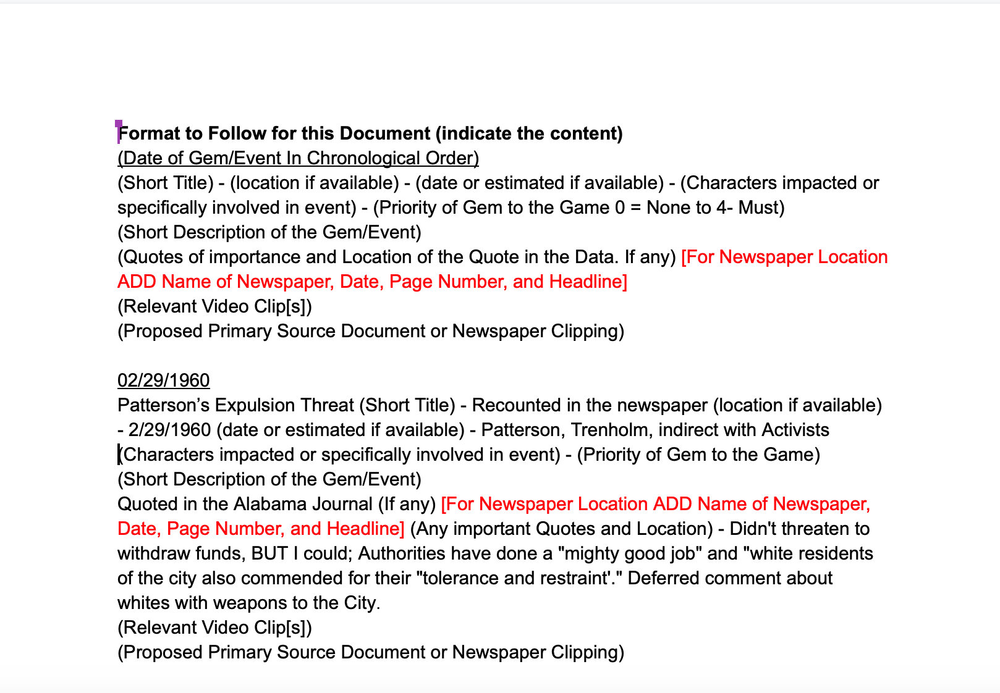 Format to Follow for this Document (indicate the content)
(Date of Gem/Event In Chronological Order)
(Short Title) - (location if available) - (date or estimated if available) - (Characters impacted or
specifically involved in event) - (Priority of Gem to the Game 0 = None to 4- Must)
(Short Description of the Gem/Event)
(Quotes of importance and Location of the Quote in the Data. If any) [For Newspaper Location
ADD Name of Newspaper, Date, Page Number, and Headline]
(Relevant Video Clip[s])
(Proposed Primary Source Document or Newspaper Clipping)
02/29/1960
Patterson’s Expulsion Threat (Short Title) - Recounted in the newspaper (location if available)
- 2/29/1960 (date or estimated if available) - Patterson, Trenholm, indirect with Activists
(Characters impacted or specifically involved in event) - (Priority of Gem to the Game)
(Short Description of the Gem/Event)
Quoted in the Alabama Journal (If any) [For Newspaper Location ADD Name of Newspaper,
Date, Page Number, and Headline] (Any important Quotes and Location) - Didn't threaten to
withdraw funds, BUT I could; Authorities have done a "mighty good job" and "white residents
of the city also commended for their "tolerance and restraint'." Deferred comment about
whites with weapons to the City.
(Relevant Video Clip[s])
(Proposed Primary Source Document or Newspaper Clipping)